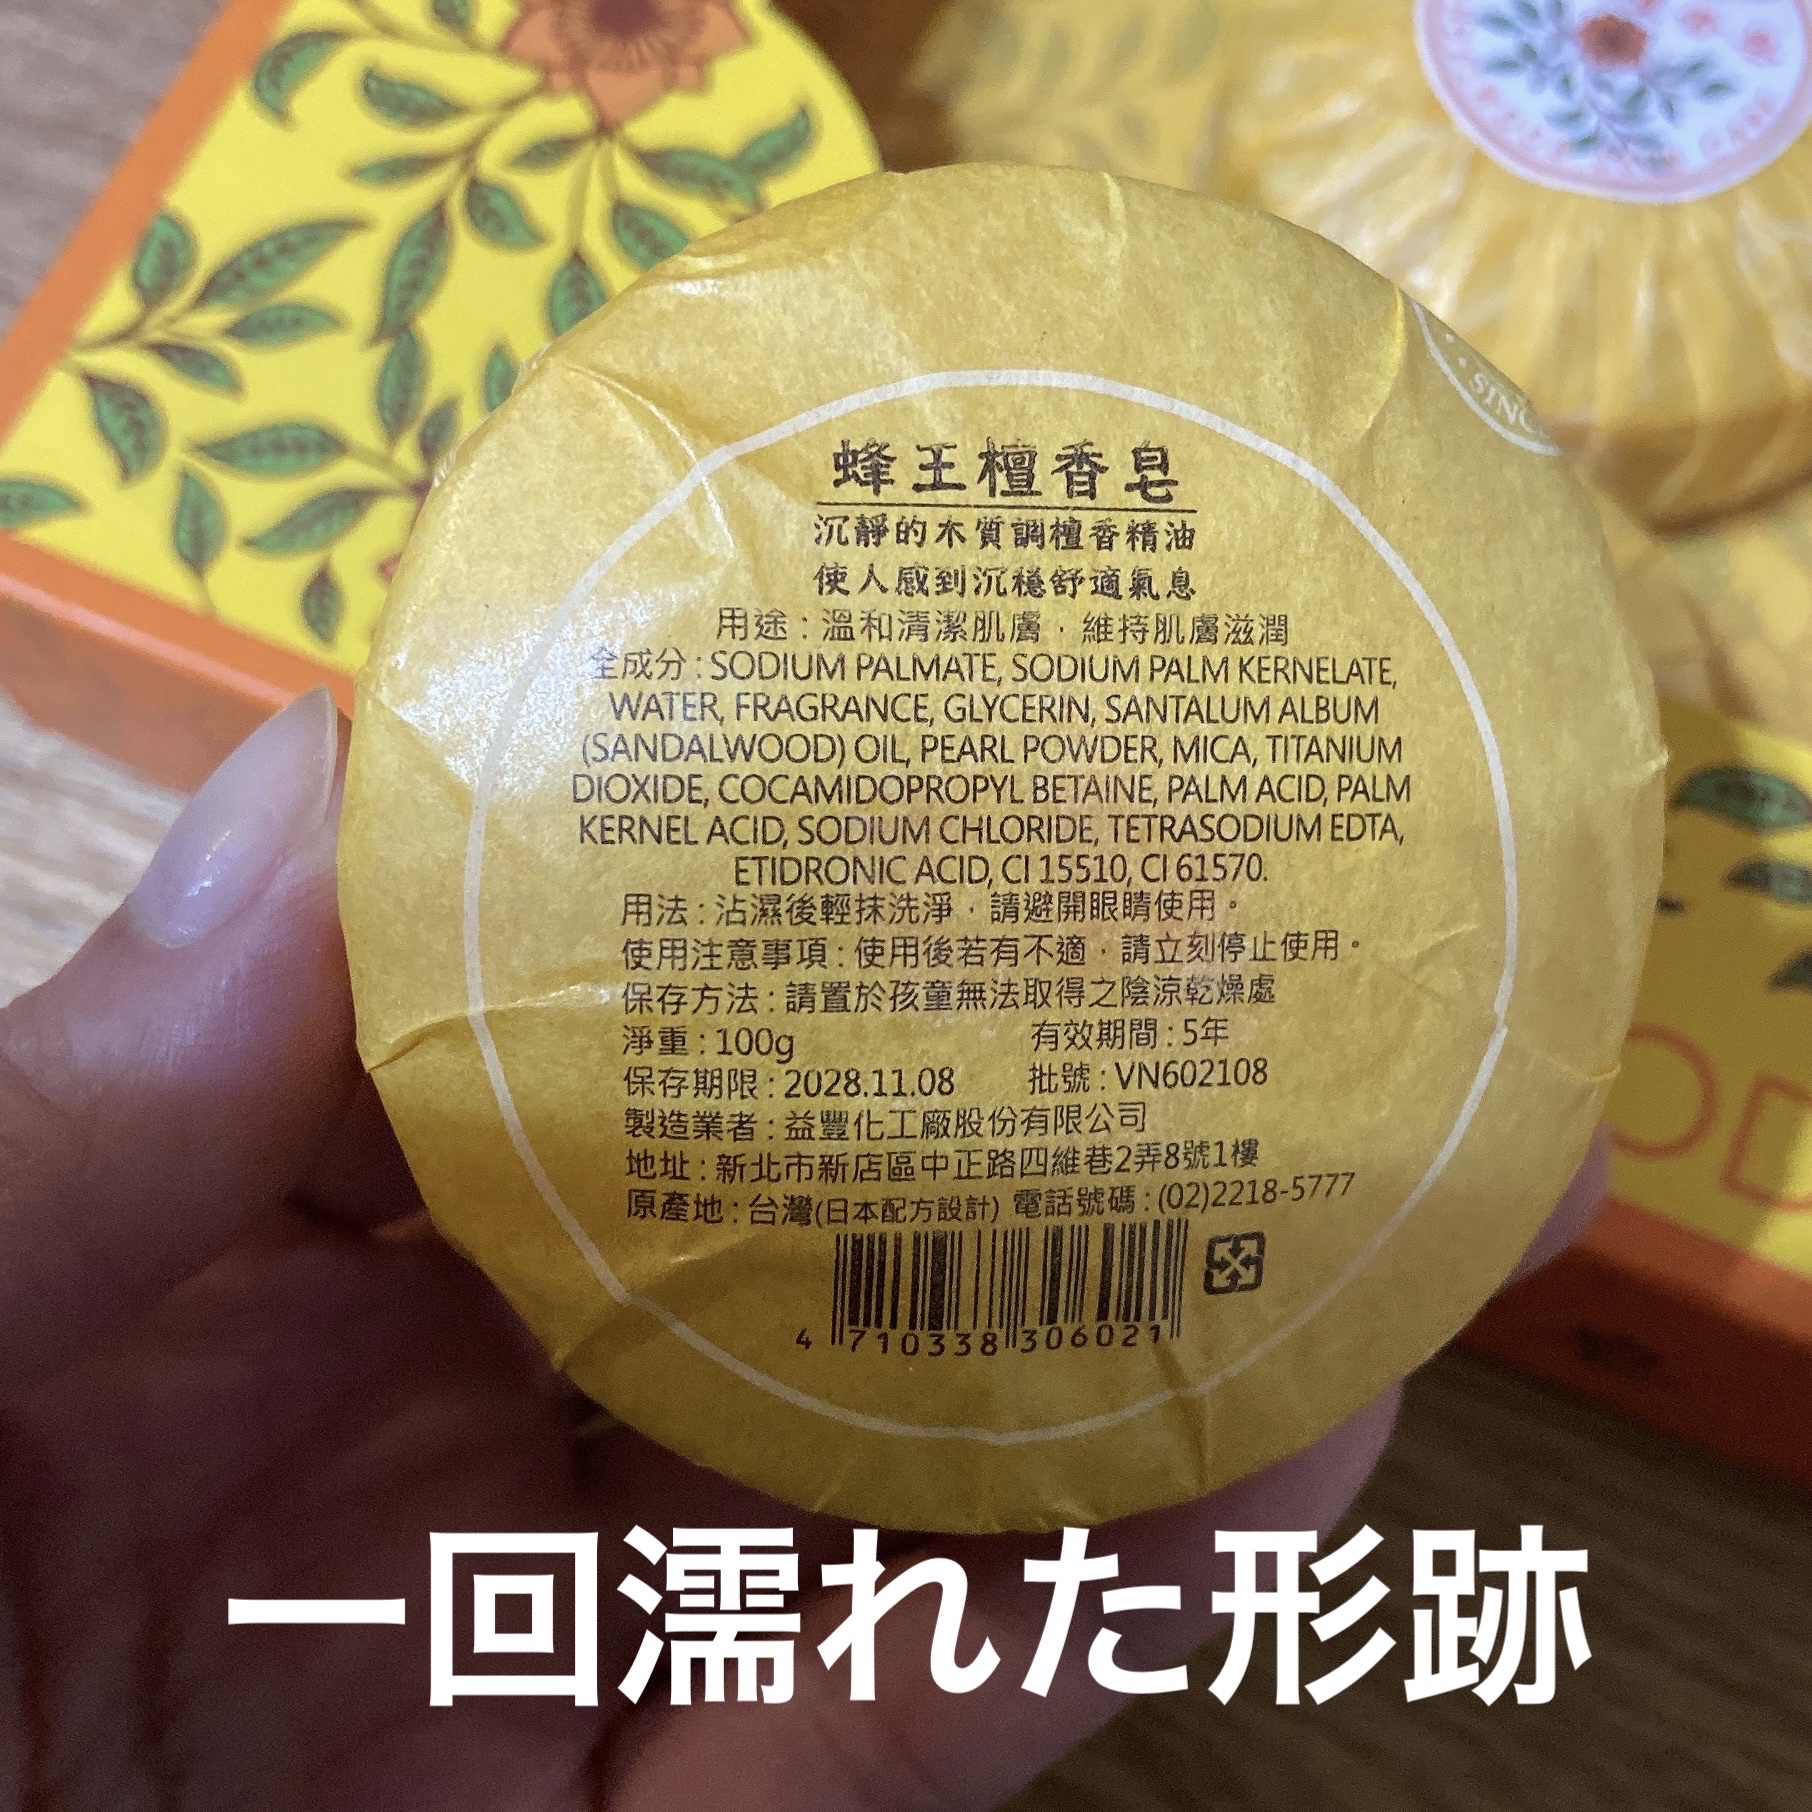 SINC
蜂王檀香皂
沉靜的木質調檀香精油
使人感到沉穩舒適氣息
用途：溫和清潔肌膚，維持肌膚滋潤
全成分：SODIUM PALMATE, SODIUM PALM KERNELATE,
WATER, FRAGRANCE, GLYCERIN, SANTALUM ALBUM
(SANDALWOOD) OIL, PEARL POWDER, MICA, TITANIUM
DIOXIDE, COCAMIDOPROPYL BETAINE, PALM ACID, PALM
KERNEL ACID, SODIUM CHLORIDE, TETRASODIUM EDTA,
ETIDRONIC ACID, CI 15510, CI 61570.
用法：沾濕後輕抹洗淨，請避開眼睛使用。
使用注意事項：使用後若有不適，請立刻停止使用。
保存方法：請置於孩童無法取得之陰涼乾燥處
淨重：100g 有效期間：5年
保存期限：2028.11.08 批號：VN602108
製造業者：益豐化工廠股份有限公司
地址：新北市新店區中正路四維巷2弄8號1樓
原產地：台灣(日本配方設計) 電話號碼：(02)2218-5777
4 710338 306021
一回濡れた形跡